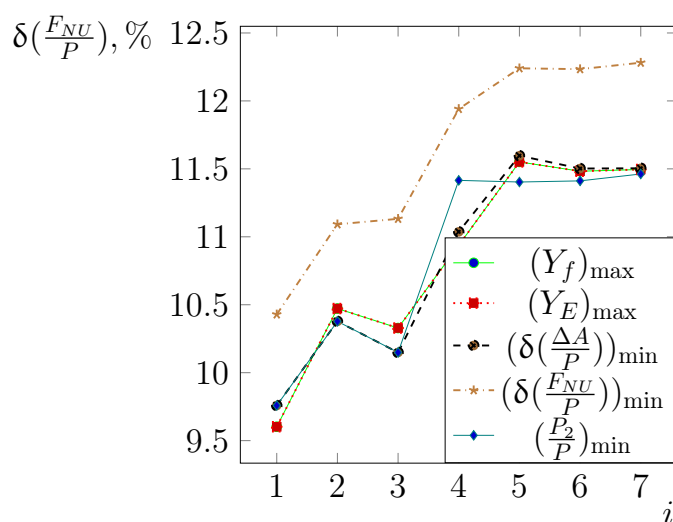 δ(F_NU/P), %
12.5
12
11.5
11
10.5
10
9.5
1 2 3 4 5 6 7
i
(Y_f)_max
(Y_E)_max
(δ(ΔA/P))_min
(δ(F_NU/P))_min
(P_2/P)_min